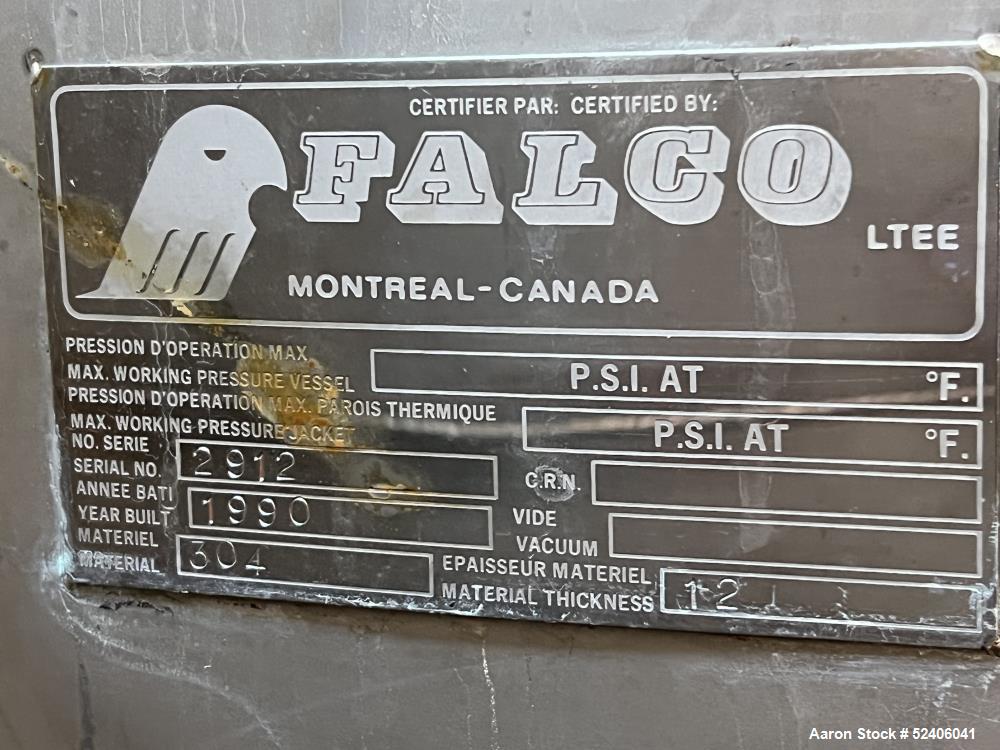 CERTIFIER PAR: CERTIFIED BY:
FALCO
LTEE
MONTREAL-CANADA
PRESSION D'OPERATION MAX
MAX. WORKING PRESSURE VESSEL
P.S.I. AT °F.
PRESSION D'OPERATION MAX. PAROIS THERMIQUE
MAX. WORKING PRESSURE JACKET
P.S.I. AT °F.
NO. SERIE
SERIAL NO. 2912
C.R.N.
ANNEE BATI
YEAR BUILT 1990
VIDE
VACUUM
MATERIEL
MATERIAL 304
EPAISSEUR MATERIEL
MATERIAL THICKNESS 12
Aaron Stock # 52406041